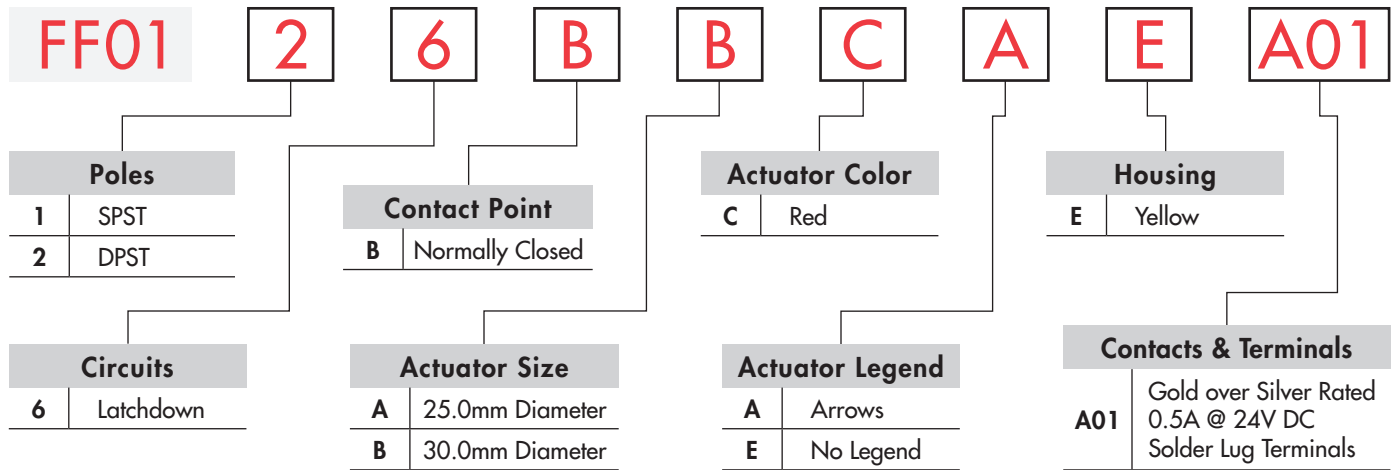 FF01 2 6 B B C A E A01
Poles
1 SPST
2 DPST
Contact Point
B Normally Closed
Actuator Color
C Red
Housing
E Yellow
Circuits
6 Latchdown
Actuator Size
A 25.0mm Diameter
B 30.0mm Diameter
Actuator Legend
A Arrows
E No Legend
Contacts & Terminals
A01 Gold over Silver Rated
0.5A @ 24V DC
Solder Lug Terminals